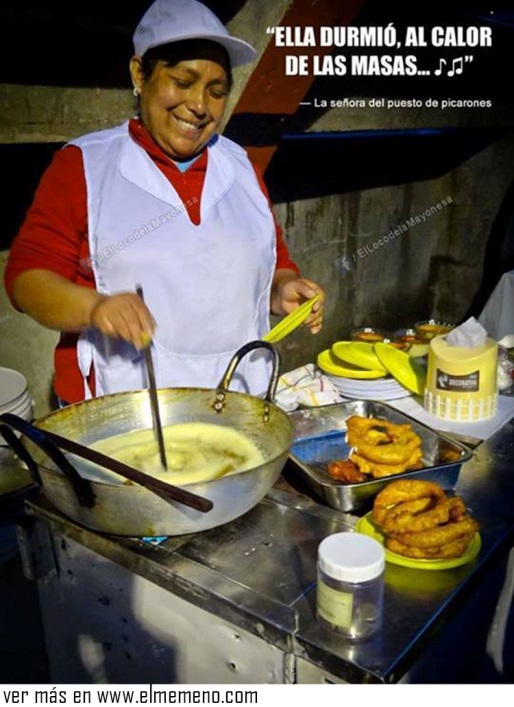 “ELLA DURMIÓ, AL CALOR
DE LAS MASAS... ♪♫”
— La señora del puesto de picarones
/ ElLocodelaMayonesa
/ ElLocodelaMayonesa
DECORATIVA
ver más en www.elmemeno.com